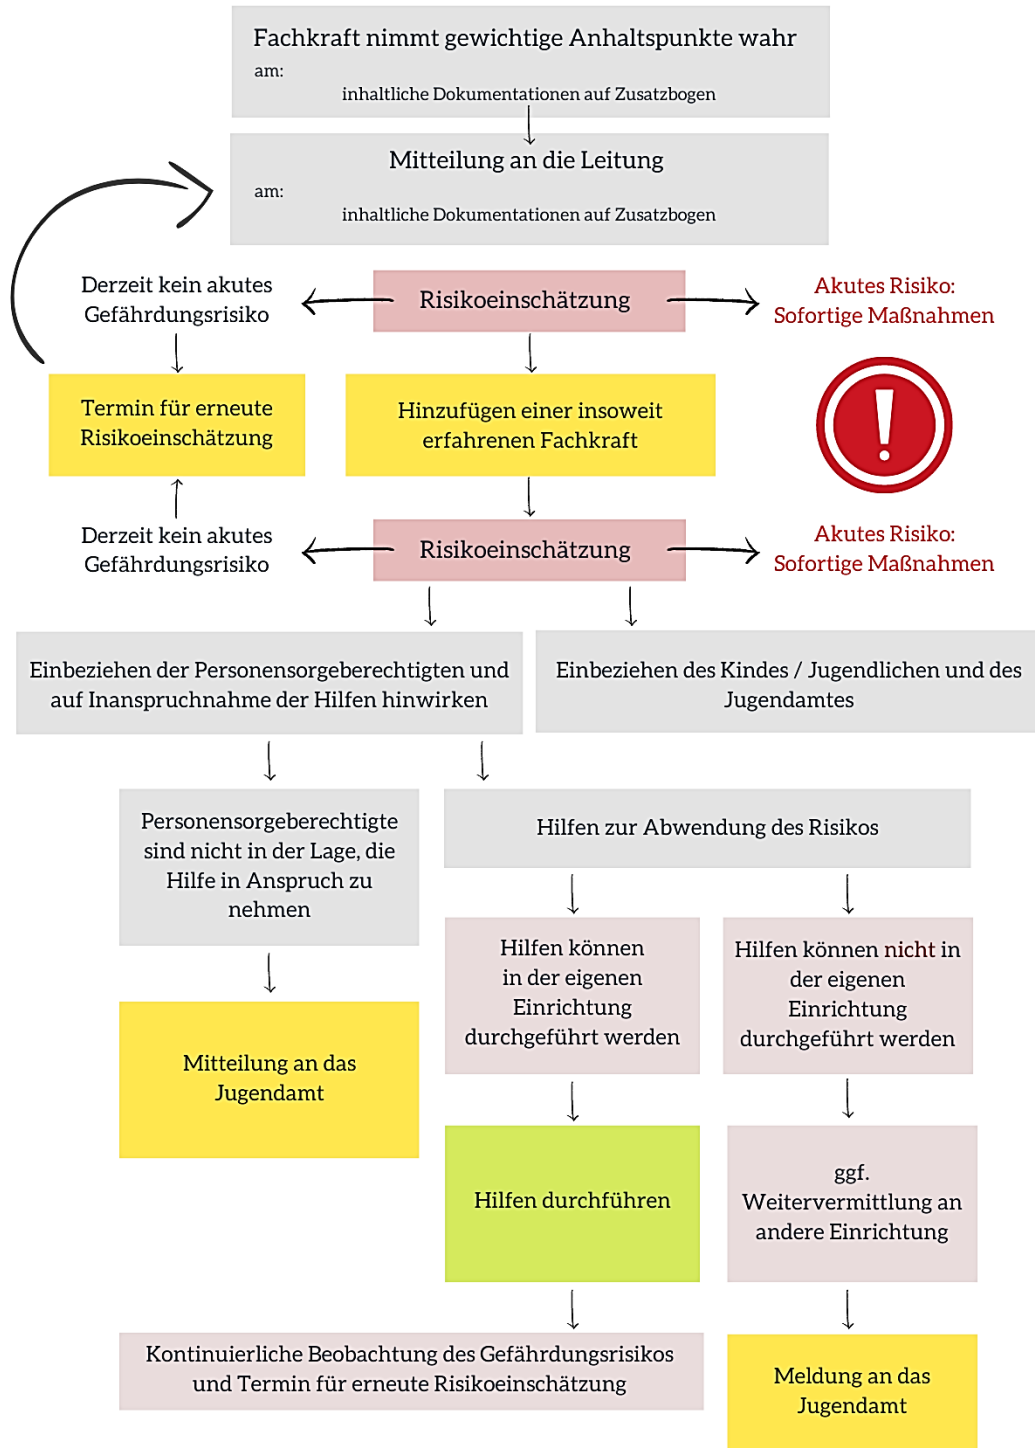 Fachkraft nimmt gewichtige Anhaltspunkte wahr
am:
inhaltliche Dokumentationen auf Zusatzbogen
Mitteilung an die Leitung
am:
inhaltliche Dokumentationen auf Zusatzbogen
Derzeit kein akutes
Gefährdungsrisiko
Risikoeinschätzung
Akutes Risiko:
Sofortige Maßnahmen
Termin für erneute
Risikoeinschätzung
Hinzufügen einer insoweit
erfahrenen Fachkraft
Derzeit kein akutes
Gefährdungsrisiko
Risikoeinschätzung
Akutes Risiko:
Sofortige Maßnahmen
Einbeziehen der Personensorgeberechtigten und
auf Inanspruchnahme der Hilfen hinwirken
Einbeziehen des Kindes / Jugendlichen und des
Jugendamtes
Personensorgeberechtigte
sind nicht in der Lage, die
Hilfe in Anspruch zu
nehmen
Hilfen zur Abwendung des Risikos
Hilfen können
in der eigenen
Einrichtung
durchgeführt werden
Hilfen können nicht in
der eigenen
Einrichtung
durchgeführt werden
Mitteilung an das
Jugendamt
Hilfen durchführen
ggf.
Weitervermittlung an
andere Einrichtung
Kontinuierliche Beobachtung des Gefährdungsrisikos
und Termin für erneute Risikoeinschätzung
Meldung an das
Jugendamt